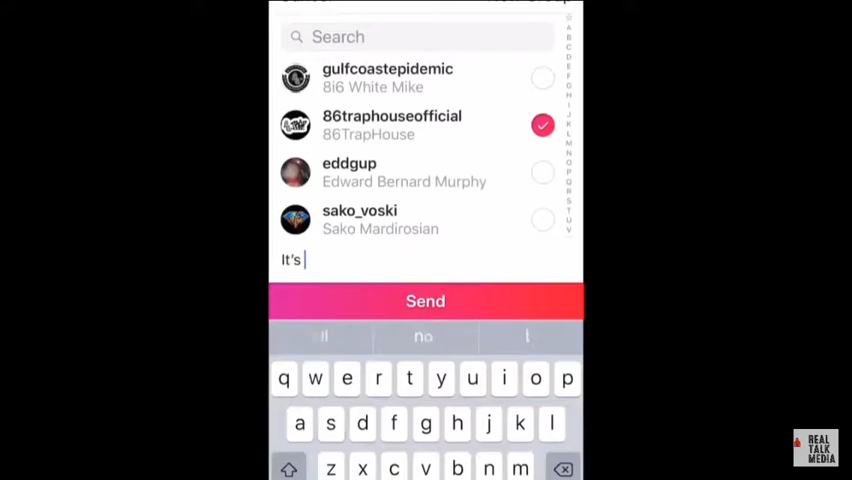 Search
gulfcoastepidemic
8i6 White Mike
86traphouseofficial
86TrapHouse
eddgup
Edward Bernard Murphy
sako_voski
Sako Mardirosian
It's
Send
no
q w e r t y u i o p
a s d f g h j k l
z x c v b n m
A
B
C
D
E
F
G
H
I
J
K
L
M
N
O
P
Q
R
S
T
U
V
REAL
TALK
MEDIA